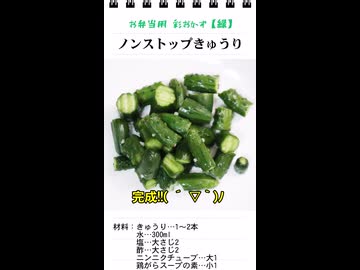 お弁当用 彩おかず【緑】
ノンストップきゅうり
完成!!( ´ ▽ ` )ﾉ
材料：きゅうり…1～2本
水…300ml
塩…大さじ2
酢…大さじ2
ニンニクチューブ…大1
鶏がらスープの素…小1